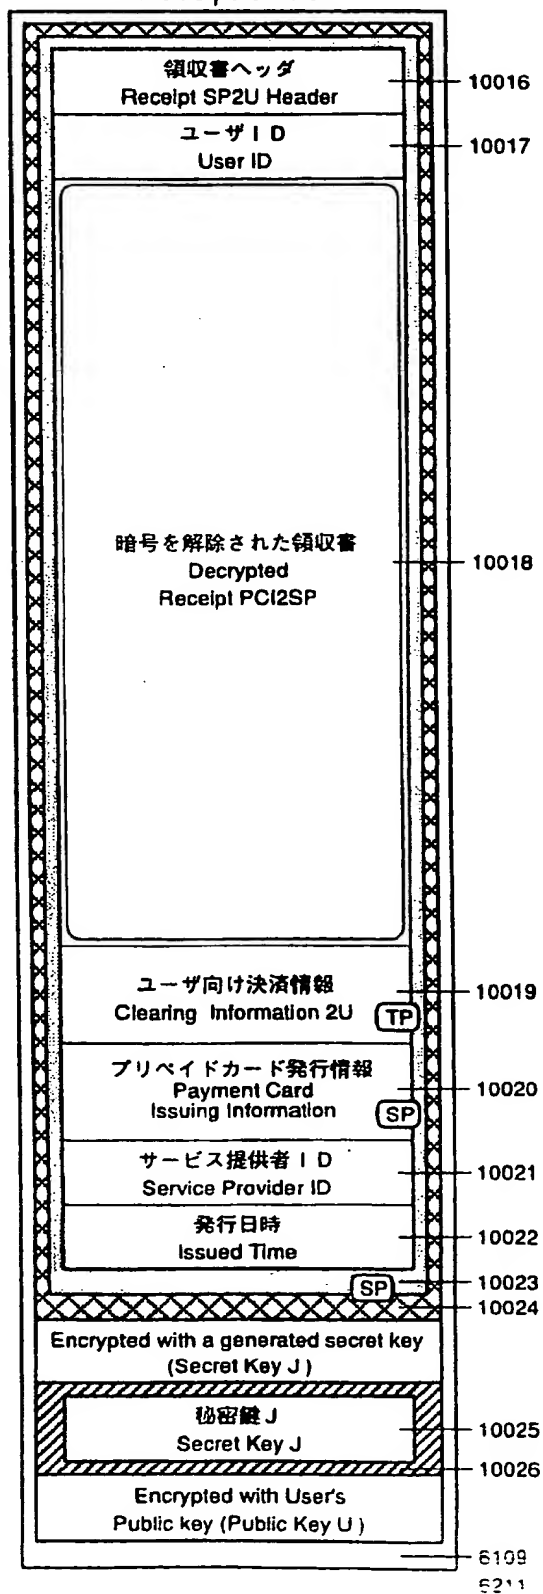 領収書ヘッダ
Receipt SP2U Header
10016
ユーザID
User ID
10017
暗号を解除された領収書
Decrypted
Receipt PCI2SP
10018
ユーザ向け決済情報
Clearing Information 2U
TP
10019
プリペイドカード発行情報
Payment Card
Issuing Information
SP
10020
サービス提供者ID
Service Provider ID
10021
発行日時
Issued Time
10022
SP
10023
10024
Encrypted with a generated secret key
(Secret Key J)
秘密鍵J
Secret Key J
10025
10026
Encrypted with User's
Public key (Public Key U)
6109
6211